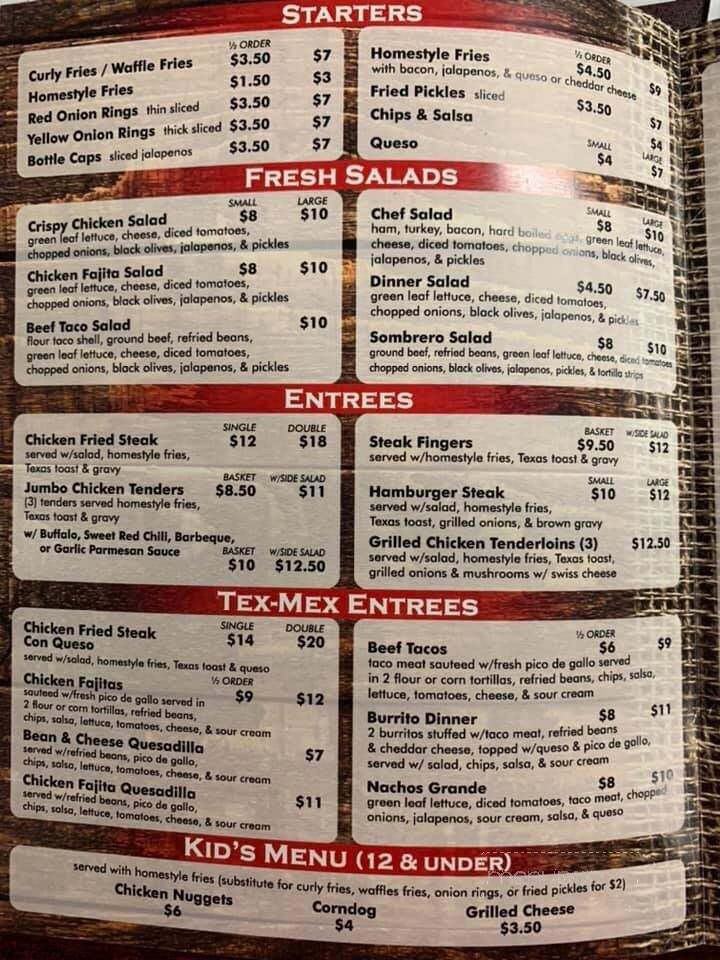 STARTERS
½ ORDER
Curly Fries / Waffle Fries $3.50 $7
Homestyle Fries $1.50 $3
Red Onion Rings thin sliced $3.50 $7
Yellow Onion Rings thick sliced $3.50 $7
Bottle Caps sliced jalapenos $3.50 $7
½ ORDER
Homestyle Fries $4.50 $9
with bacon, jalapenos, & queso or cheddar cheese
Fried Pickles sliced $3.50 $7
Chips & Salsa $4
SMALL LARGE
Queso $4 $7
FRESH SALADS
SMALL LARGE
Crispy Chicken Salad $8 $10
green leaf lettuce, cheese, diced tomatoes,
chopped onions, black olives, jalapenos, & pickles
Chicken Fajita Salad $8 $10
green leaf lettuce, cheese, diced tomatoes,
chopped onions, black olives, jalapenos, & pickles
Beef Taco Salad $10
flour taco shell, ground beef, refried beans,
green leaf lettuce, cheese, diced tomatoes,
chopped onions, black olives, jalapenos, & pickles
SMALL LARGE
Chef Salad $8 $10
ham, turkey, bacon, hard boiled eggs, green leaf lettuce,
cheese, diced tomatoes, chopped onions, black olives,
jalapenos, & pickles
Dinner Salad $4.50 $7.50
green leaf lettuce, cheese, diced tomatoes,
chopped onions, black olives, jalapenos, & pickles
Sombrero Salad $8 $10
ground beef, refried beans, green leaf lettuce, cheese, diced tomatoes
chopped onions, black olives, jalapenos, pickles, & tortilla strips
ENTREES
SINGLE DOUBLE
Chicken Fried Steak $12 $18
served w/salad, homestyle fries,
Texas toast & gravy
BASKET W/SIDE SALAD
Jumbo Chicken Tenders $8.50 $11
(3) tenders served homestyle fries,
Texas toast & gravy
w/ Buffalo, Sweet Red Chili, Barbeque,
or Garlic Parmesan Sauce BASKET W/SIDE SALAD
$10 $12.50
BASKET W/SIDE SALAD
Steak Fingers $9.50 $12
served w/homestyle fries, Texas toast & gravy
SMALL LARGE
Hamburger Steak $10 $12
served w/salad, homestyle fries,
Texas toast, grilled onions, & brown gravy
Grilled Chicken Tenderloins (3) $12.50
served w/salad, homestyle fries, Texas toast,
grilled onions & mushrooms w/ swiss cheese
TEX-MEX ENTREES
SINGLE DOUBLE
Chicken Fried Steak $14 $20
Con Queso
served w/salad, homestyle fries, Texas toast & queso
½ ORDER
Chicken Fajitas $9 $12
sauteed w/fresh pico de gallo served in
2 flour or corn tortillas, refried beans,
chips, salsa, lettuce, tomatoes, cheese, & sour cream
Bean & Cheese Quesadilla $7
served w/refried beans, pico de gallo,
chips, salsa, lettuce, tomatoes, cheese, & sour cream
Chicken Fajita Quesadilla $11
served w/refried beans, pico de gallo,
chips, salsa, lettuce, tomatoes, cheese, & sour cream
½ ORDER
Beef Tacos $6 $9
taco meat sauteed w/fresh pico de gallo served
in 2 flour or corn tortillas, refried beans, chips, salsa,
lettuce, tomatoes, cheese, & sour cream
Burrito Dinner $8 $11
2 burritos stuffed w/taco meat, refried beans
& cheddar cheese, topped w/queso & pico de gallo,
served w/ salad, chips, salsa, & sour cream
Nachos Grande $8 $10
green leaf lettuce, diced tomatoes, taco meat, chopped
onions, jalapenos, sour cream, salsa, & queso
KID'S MENU (12 & UNDER)
served with homestyle fries (substitute for curly fries, waffles fries, onion rings, or fried pickles for $2)
Chicken Nuggets Corndog Grilled Cheese
$6 $4 $3.50